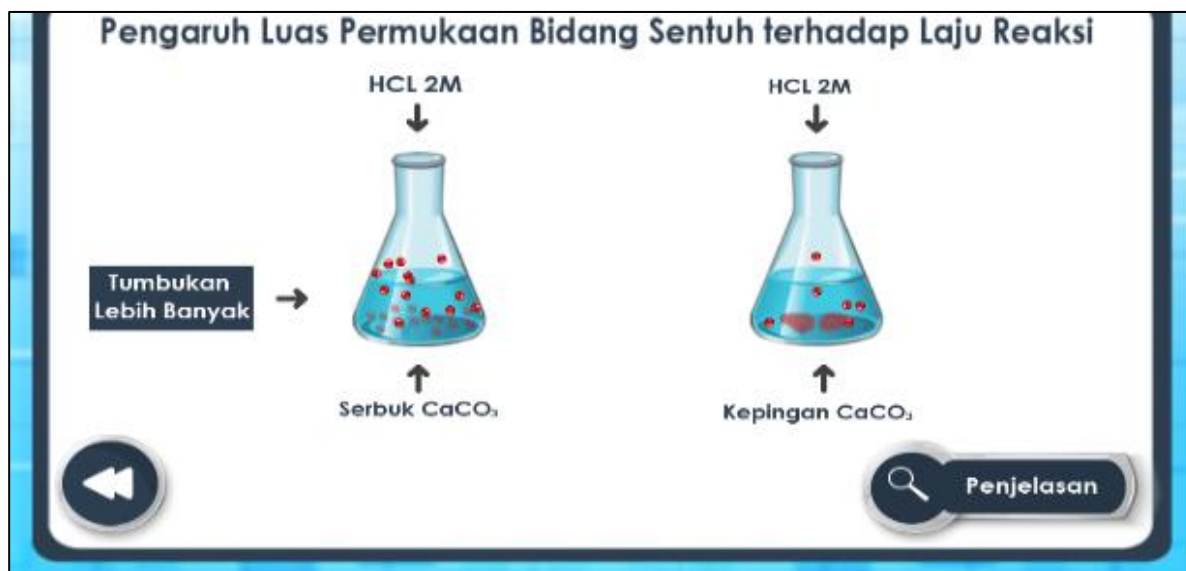 Pengaruh Luas Permukaan Bidang Sentuh terhadap Laju Reaksi
HCL 2M
HCL 2M
Tumbukan
Lebih Banyak
Serbuk CaCO₃
Kepingan CaCO₃
Penjelasan